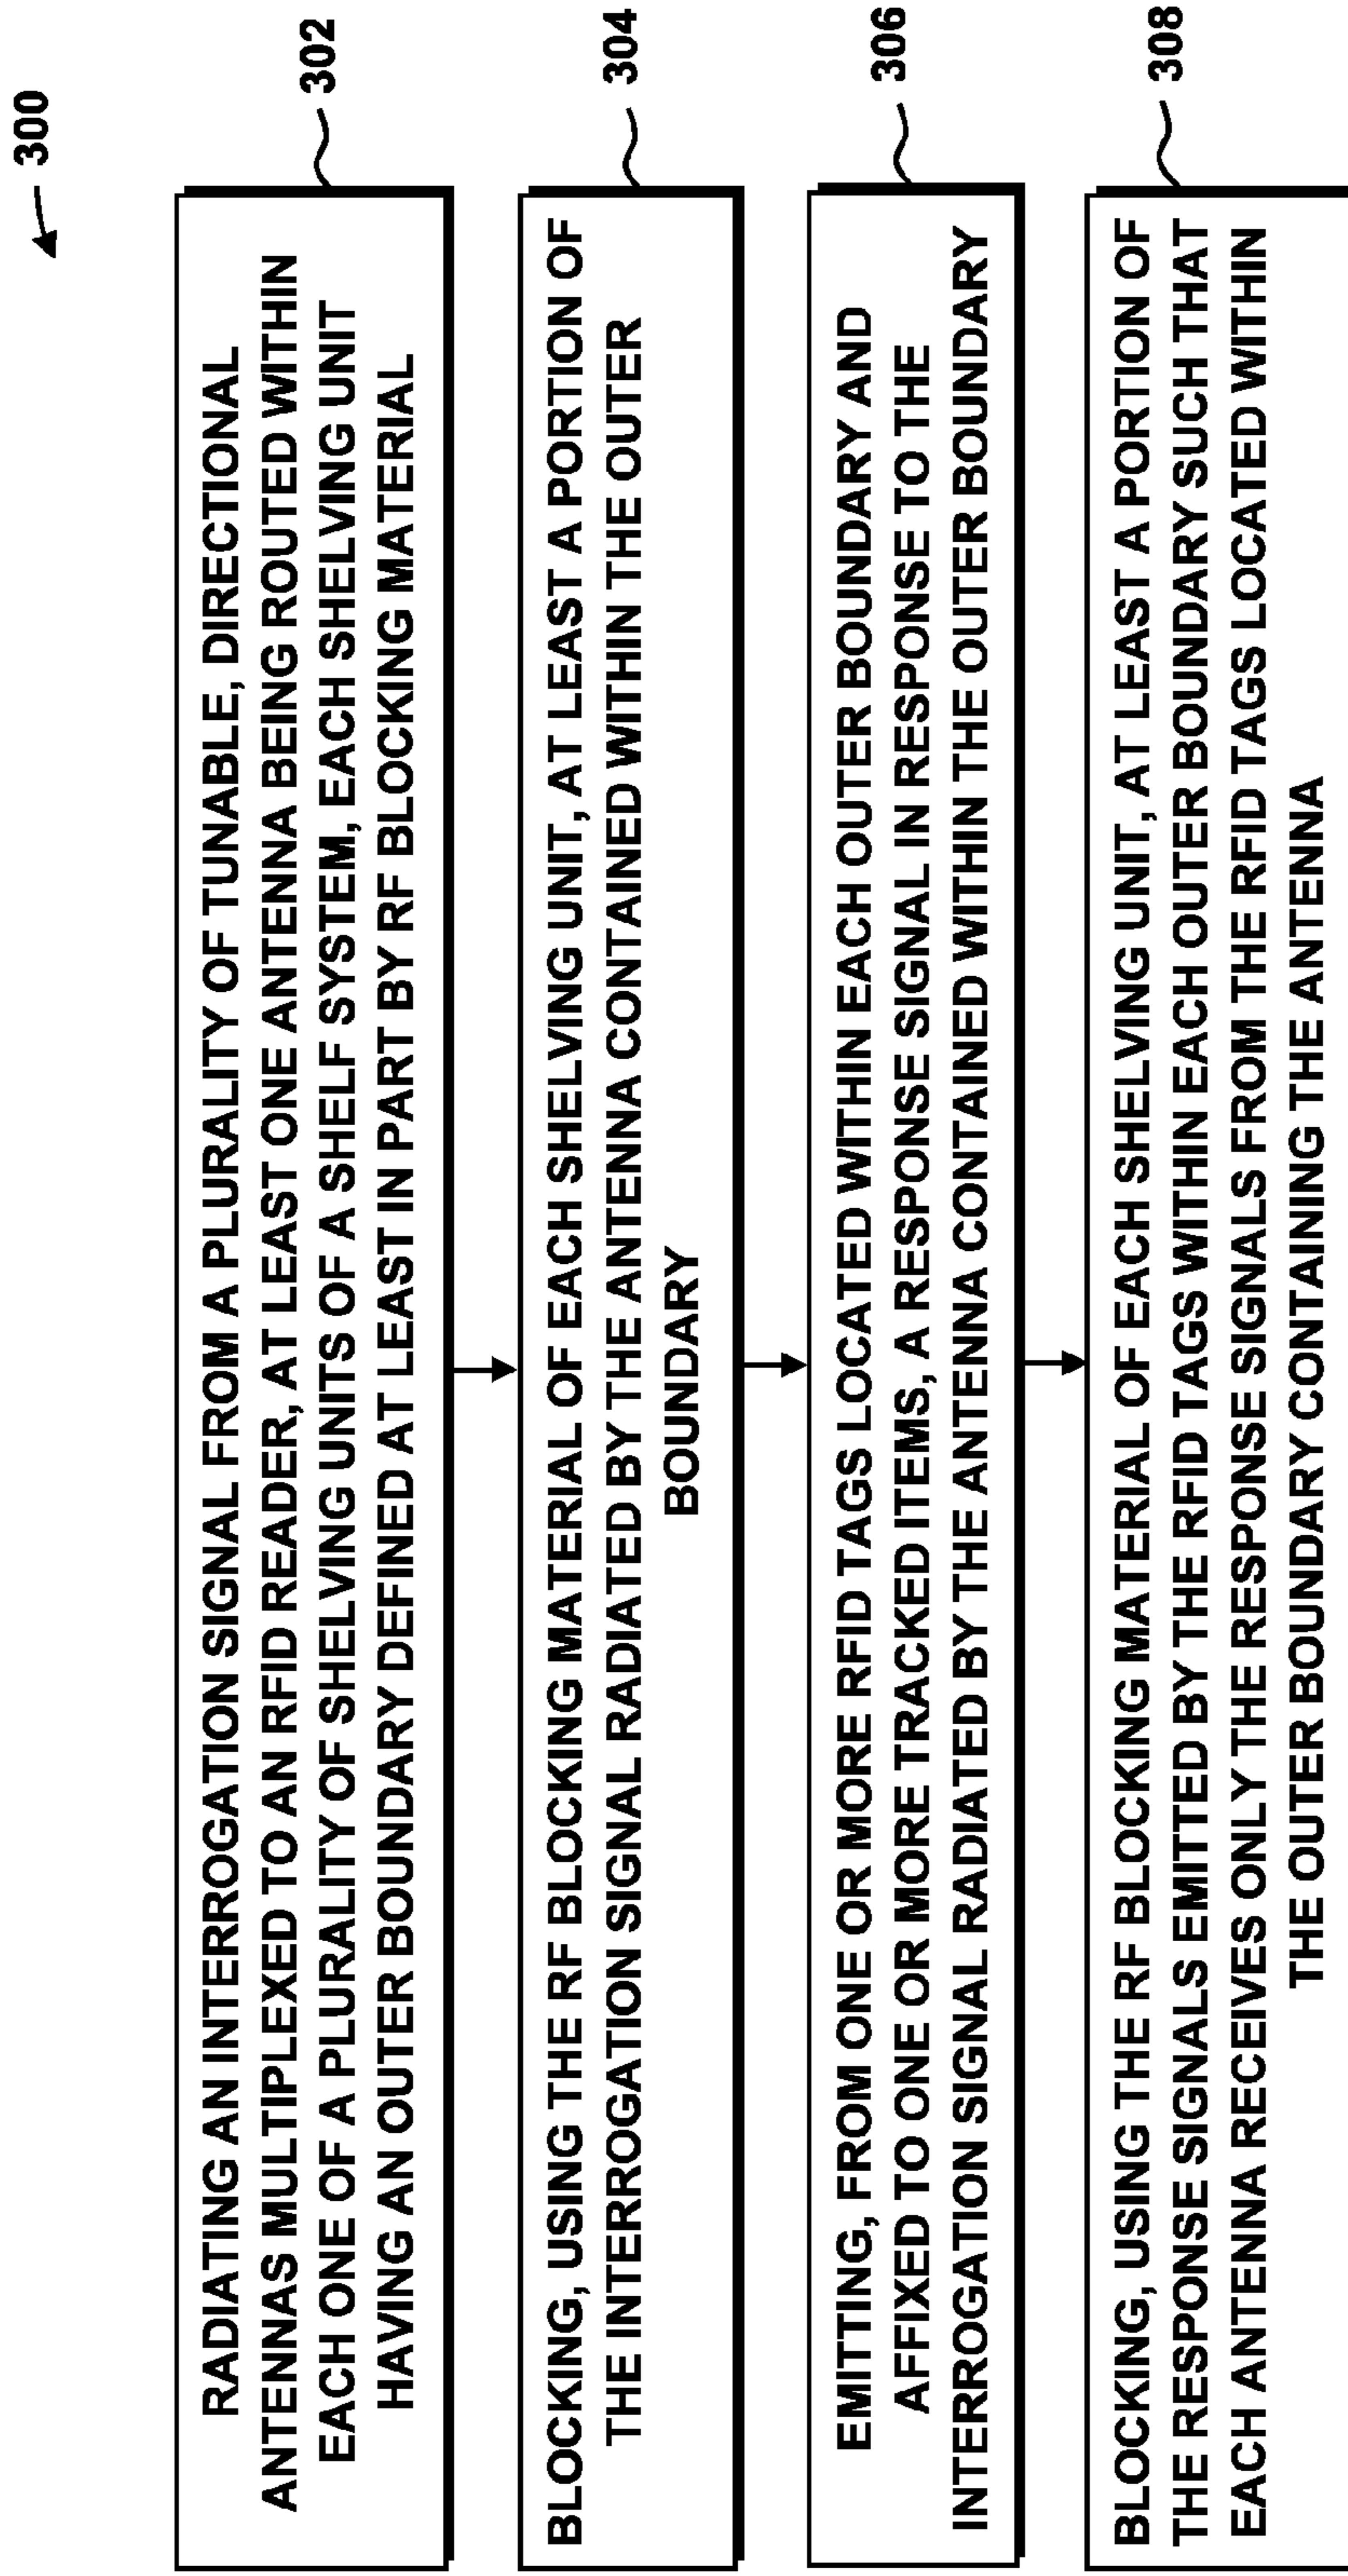 300
RADIATING AN INTERROGATION SIGNAL FROM A PLURALITY OF TUNABLE, DIRECTIONAL
ANTENNAS MULTIPLEXED TO AN RFID READER, AT LEAST ONE ANTENNA BEING ROUTED WITHIN
EACH ONE OF A PLURALITY OF SHELVING UNITS OF A SHELF SYSTEM, EACH SHELVING UNIT
HAVING AN OUTER BOUNDARY DEFINED AT LEAST IN PART BY RF BLOCKING MATERIAL
302
BLOCKING, USING THE RF BLOCKING MATERIAL OF EACH SHELVING UNIT, AT LEAST A PORTION OF
THE INTERROGATION SIGNAL RADIATED BY THE ANTENNA CONTAINED WITHIN THE OUTER
BOUNDARY
304
EMITTING, FROM ONE OR MORE RFID TAGS LOCATED WITHIN EACH OUTER BOUNDARY AND
AFFIXED TO ONE OR MORE TRACKED ITEMS, A RESPONSE SIGNAL IN RESPONSE TO THE
INTERROGATION SIGNAL RADIATED BY THE ANTENNA CONTAINED WITHIN THE OUTER BOUNDARY
306
BLOCKING, USING THE RF BLOCKING MATERIAL OF EACH SHELVING UNIT, AT LEAST A PORTION OF
THE RESPONSE SIGNALS EMITTED BY THE RFID TAGS WITHIN EACH OUTER BOUNDARY SUCH THAT
EACH ANTENNA RECEIVES ONLY THE RESPONSE SIGNALS FROM THE RFID TAGS LOCATED WITHIN
THE OUTER BOUNDARY CONTAINING THE ANTENNA
308